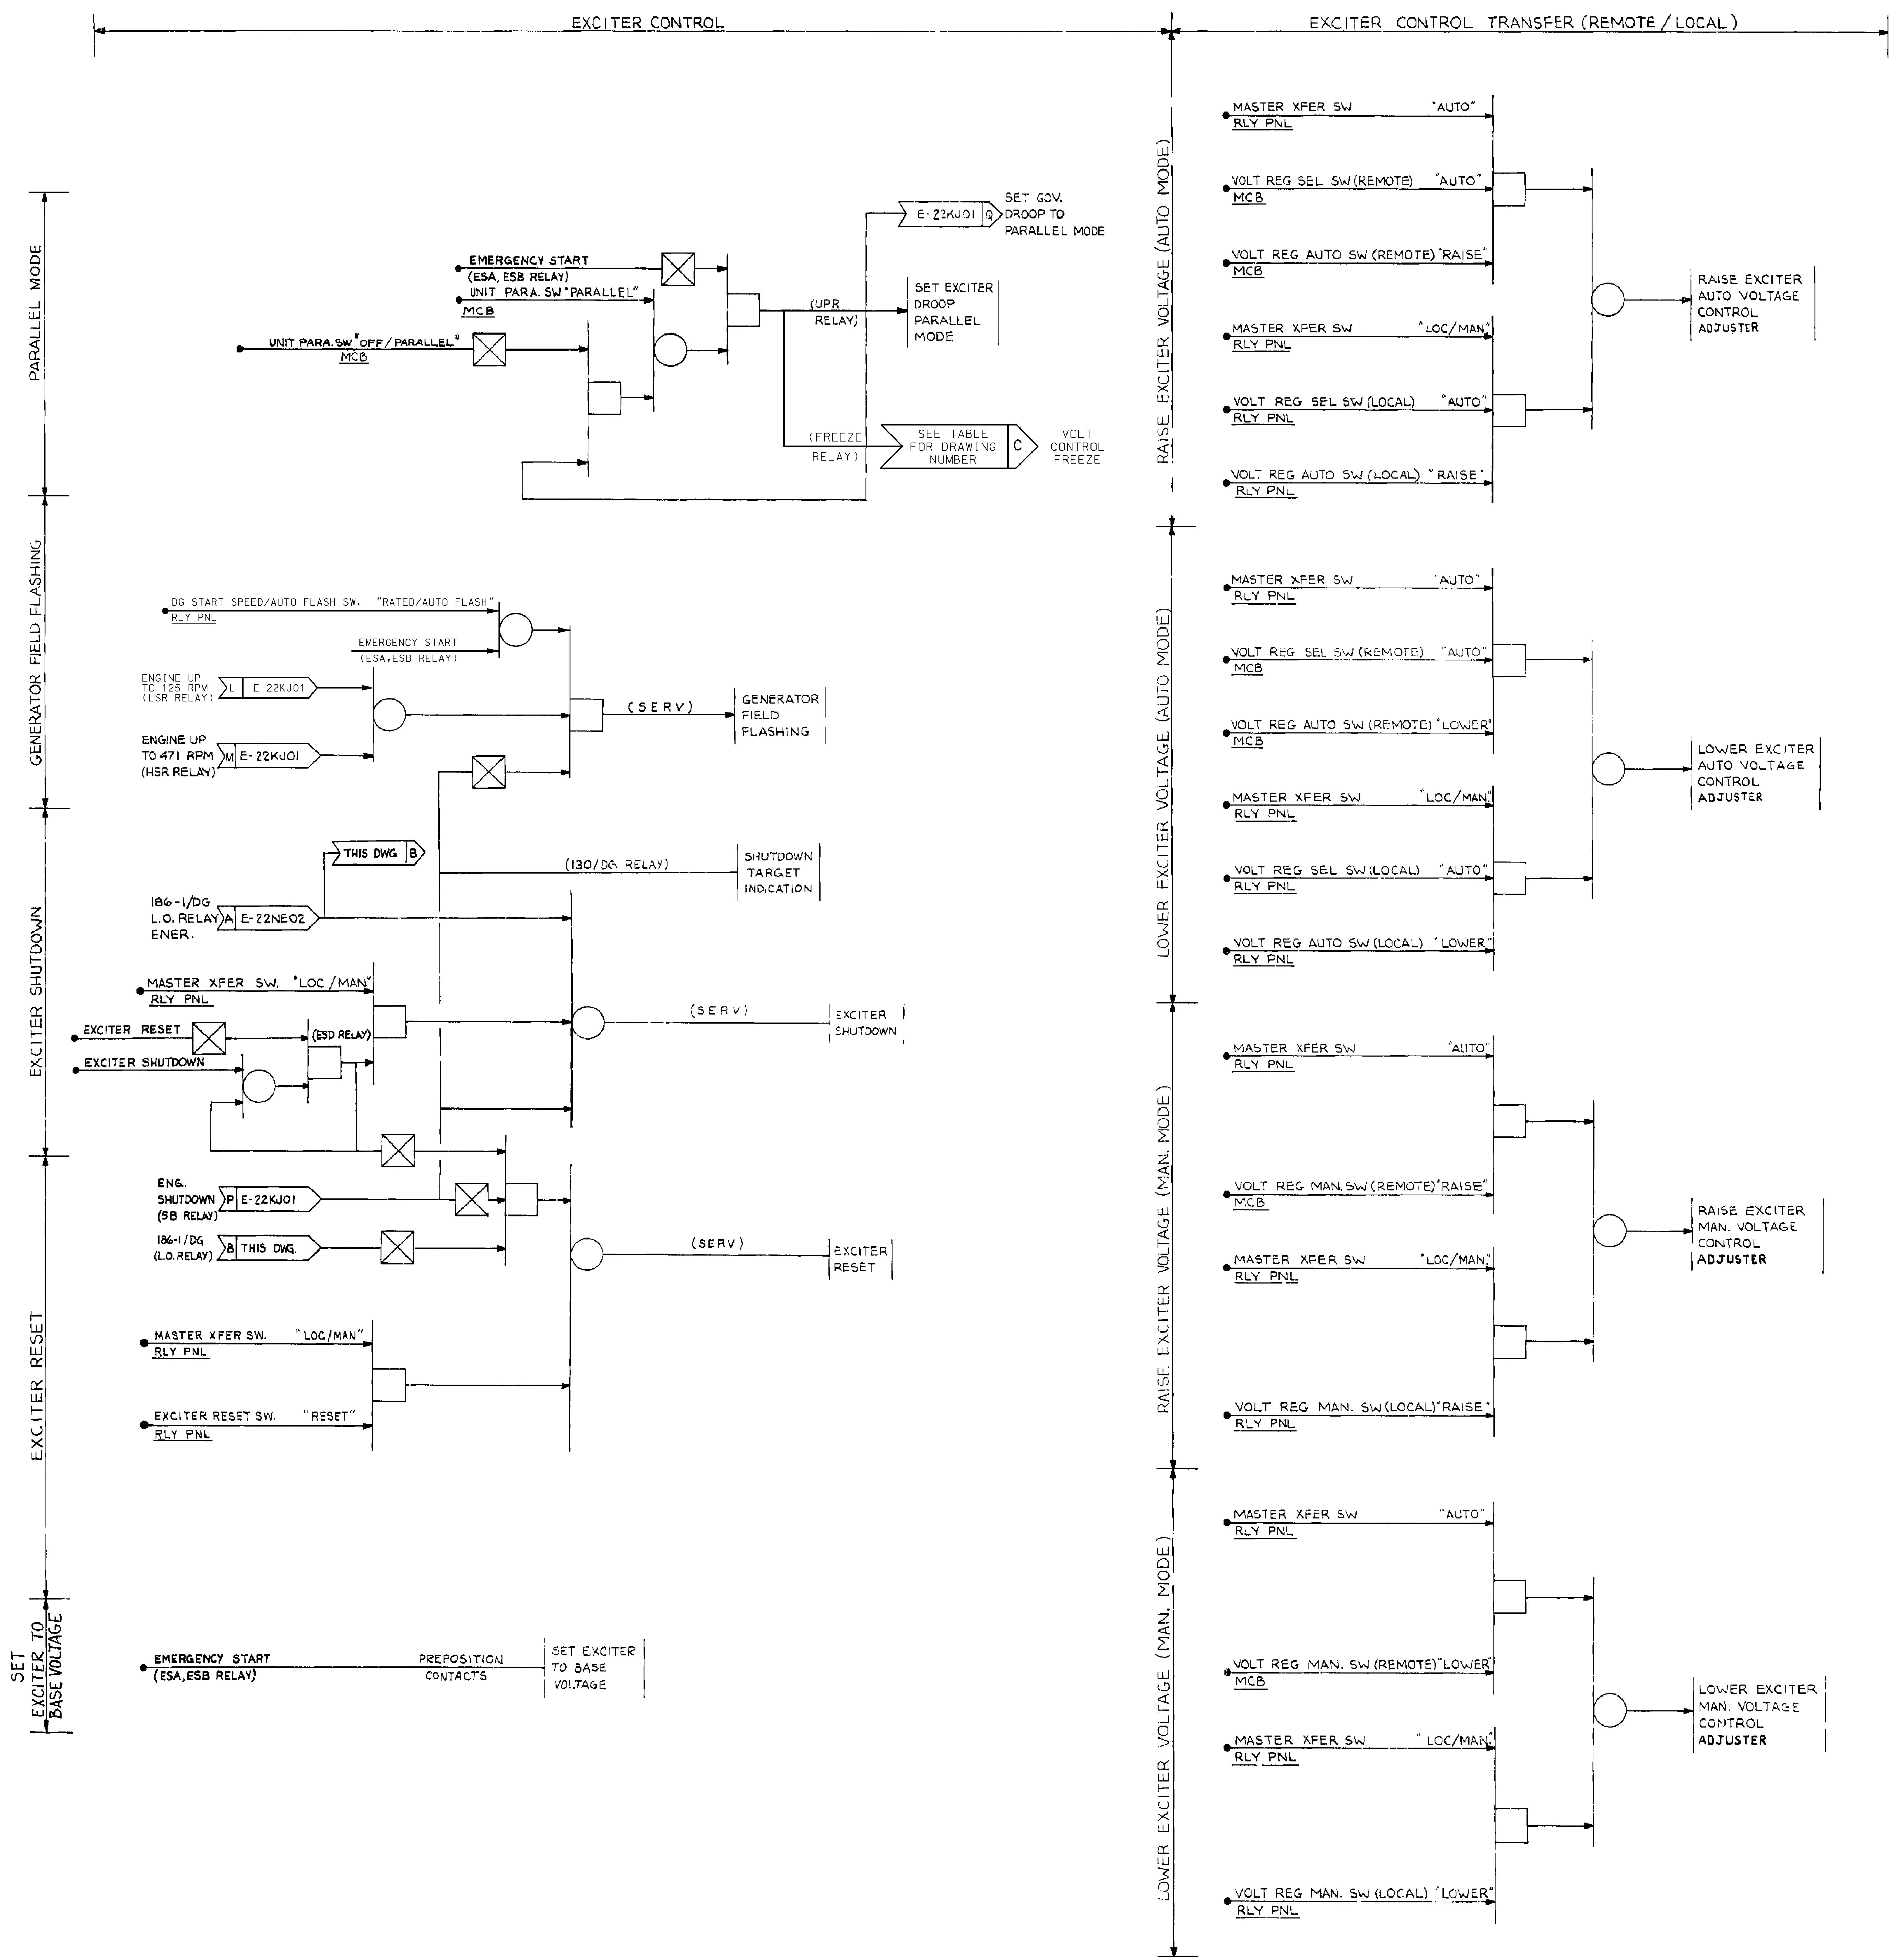 EXCITER CONTROL
EXCITER CONTROL TRANSFER (REMOTE / LOCAL)
PARALLEL MODE
EMERGENCY START
(ESA, ESB RELAY)
UNIT PARA. SW "PARALLEL"
MCB
UNIT PARA. SW "OFF / PARALLEL"
MCB
E-22KJ01 Q
SET GOV.
DROOP TO
PARALLEL MODE
(UPR
RELAY)
SET EXCITER
DROOP
PARALLEL
MODE
(FREEZE
RELAY)
SEE TABLE
FOR DRAWING
NUMBER
C
VOLT
CONTROL
FREEZE
GENERATOR FIELD FLASHING
DG START SPEED/AUTO FLASH SW. "RATED/AUTO FLASH"
RLY PNL
EMERGENCY START
(ESA,ESB RELAY)
ENGINE UP
TO 125 RPM
(LSR RELAY)
L E-22KJ01
ENGINE UP
TO 471 RPM
(HSR RELAY)
M E-22KJ01
(SERV)
GENERATOR
FIELD
FLASHING
EXCITER SHUTDOWN
THIS DWG B
(130/DG RELAY)
SHUTDOWN
TARGET
INDICATION
186-1/DG
L.O. RELAY
ENER.
A E-22NE02
MASTER XFER SW. "LOC/MAN"
RLY PNL
EXCITER RESET
(ESD RELAY)
EXCITER SHUTDOWN
(SERV)
EXCITER
SHUTDOWN
EXCITER RESET
ENG.
SHUTDOWN
(SB RELAY)
P E-22KJ01
186-1/DG
(L.O. RELAY)
B THIS DWG.
(SERV)
EXCITER
RESET
MASTER XFER SW. "LOC/MAN"
RLY PNL
EXCITER RESET SW. "RESET"
RLY PNL
SET
EXCITER TO
BASE VOLTAGE
EMERGENCY START
(ESA, ESB RELAY)
PREPOSITION
CONTACTS
SET EXCITER
TO BASE
VOLTAGE
RAISE EXCITER VOLTAGE (AUTO MODE)
MASTER XFER SW "AUTO"
RLY PNL
VOLT REG SEL SW (REMOTE) "AUTO"
MCB
VOLT REG AUTO SW (REMOTE) "RAISE"
MCB
MASTER XFER SW "LOC/MAN."
RLY PNL
VOLT REG SEL SW (LOCAL) "AUTO"
RLY PNL
VOLT REG AUTO SW (LOCAL) "RAISE"
RLY PNL
RAISE EXCITER
AUTO VOLTAGE
CONTROL
ADJUSTER
LOWER EXCITER VOLTAGE (AUTO MODE)
MASTER XFER SW "AUTO"
RLY PNL
VOLT REG SEL SW (REMOTE) "AUTO"
MCB
VOLT REG AUTO SW (REMOTE) "LOWER"
MCB
MASTER XFER SW "LOC/MAN."
RLY PNL
VOLT REG SEL SW (LOCAL) "AUTO"
RLY PNL
VOLT REG AUTO SW (LOCAL) "LOWER"
RLY PNL
LOWER EXCITER
AUTO VOLTAGE
CONTROL
ADJUSTER
RAISE EXCITER VOLTAGE (MAN. MODE)
MASTER XFER SW "AUTO"
RLY PNL
VOLT REG MAN. SW (REMOTE) "RAISE"
MCB
MASTER XFER SW "LOC/MAN."
RLY PNL
VOLT REG MAN. SW (LOCAL) "RAISE"
RLY PNL
RAISE EXCITER
MAN. VOLTAGE
CONTROL
ADJUSTER
LOWER EXCITER VOLTAGE (MAN. MODE)
MASTER XFER SW "AUTO"
RLY PNL
VOLT REG MAN. SW (REMOTE) "LOWER"
MCB
MASTER XFER SW "LOC/MAN."
RLY PNL
VOLT REG MAN. SW (LOCAL) "LOWER"
RLY PNL
LOWER EXCITER
MAN. VOLTAGE
CONTROL
ADJUSTER